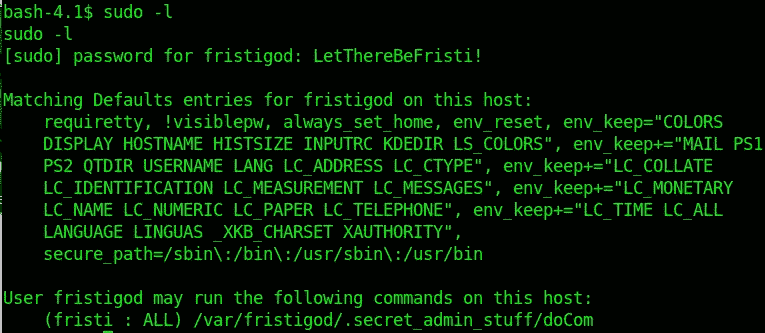 bash-4.1$ sudo -l
sudo -l
[sudo] password for fristigod: LetThereBeFristi!
Matching Defaults entries for fristigod on this host:
requiretty, !visiblepw, always_set_home, env_reset, env_keep="COLORS
DISPLAY HOSTNAME HISTSIZE INPUTRC KDEDIR LS_COLORS", env_keep+="MAIL PS1
PS2 QTDIR USERNAME LANG LC_ADDRESS LC_CTYPE", env_keep+="LC_COLLATE
LC_IDENTIFICATION LC_MEASUREMENT LC_MESSAGES", env_keep+="LC_MONETARY
LC_NAME LC_NUMERIC LC_PAPER LC_TELEPHONE", env_keep+="LC_TIME LC_ALL
LANGUAGE LINGUAS _XKB_CHARSET XAUTHORITY",
secure_path=/sbin\:/bin\:/usr/sbin\:/usr/bin
User fristigod may run the following commands on this host:
(fristi : ALL) /var/fristigod/.secret_admin_stuff/doCom